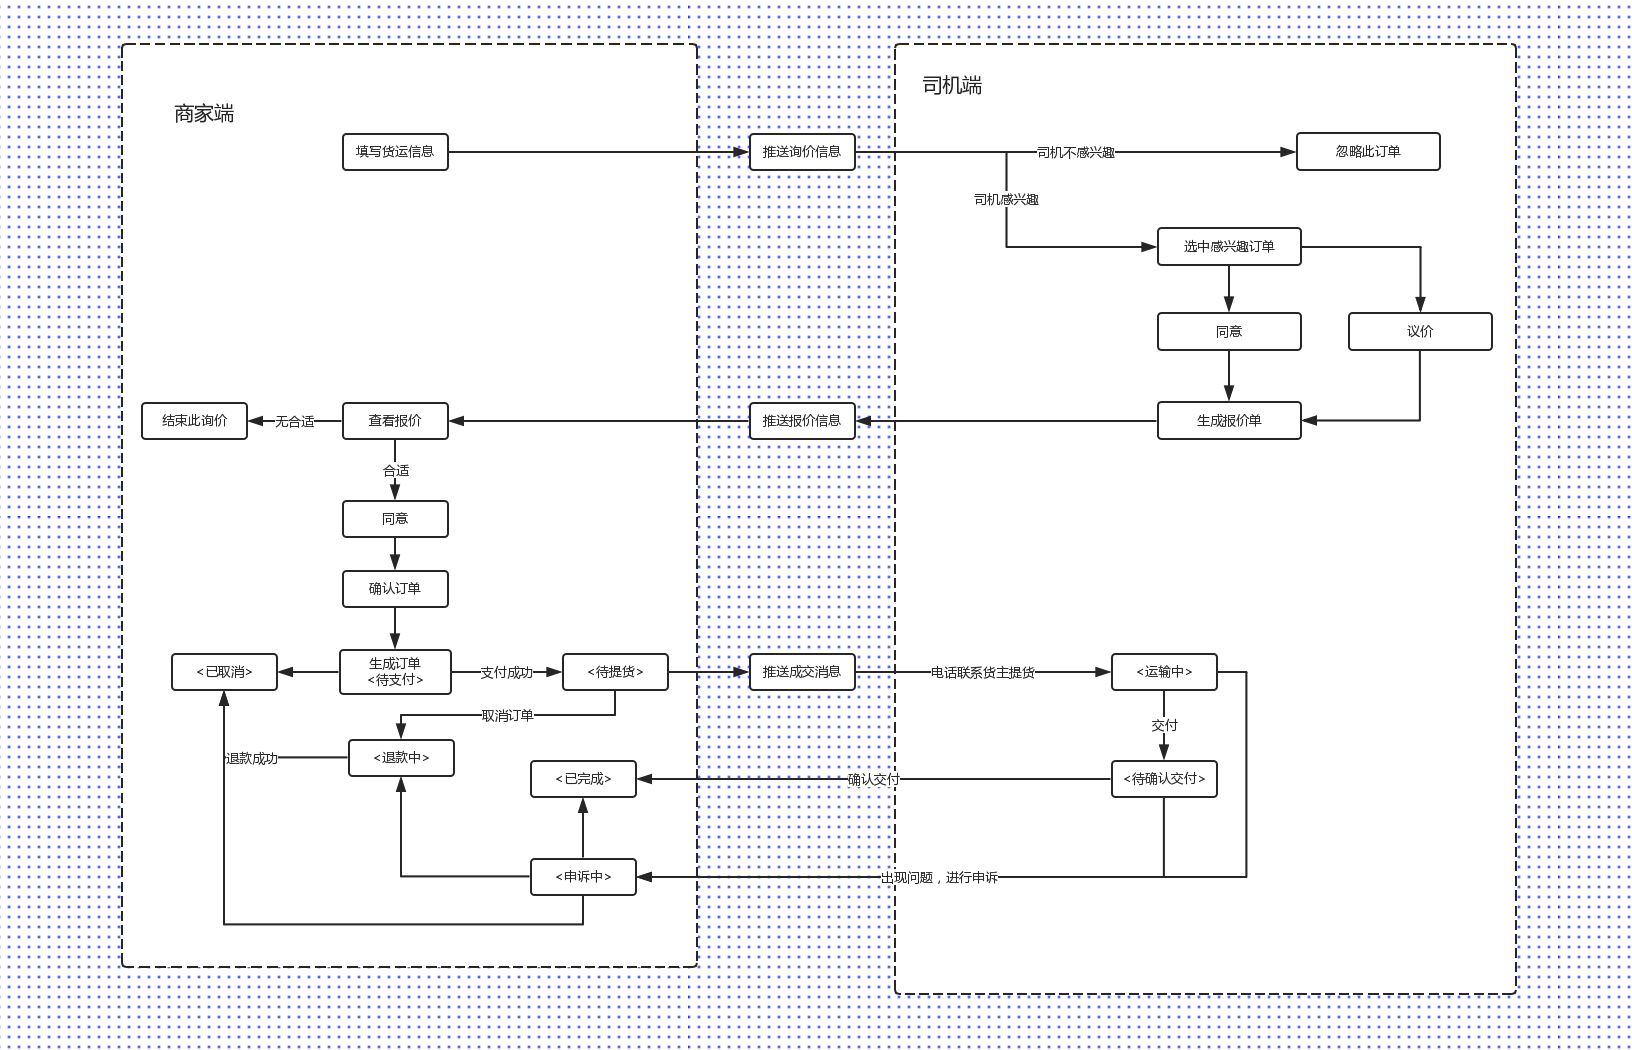 商家端
司机端
填写货运信息
推送询价信息
司机不感兴趣
忽略此订单
司机感兴趣
选中感兴趣订单
同意
议价
结束此询价
无合适
查看报价
推送报价信息
生成报价单
合适
同意
确认订单
<已取消>
生成订单
<待支付>
支付成功
<待提货>
推送成交消息
电话联系货主提货
<运输中>
取消订单
交付
退款成功
<退款中>
<已完成>
确认交付
<待确认交付>
<申诉中>
出现问题，进行申诉